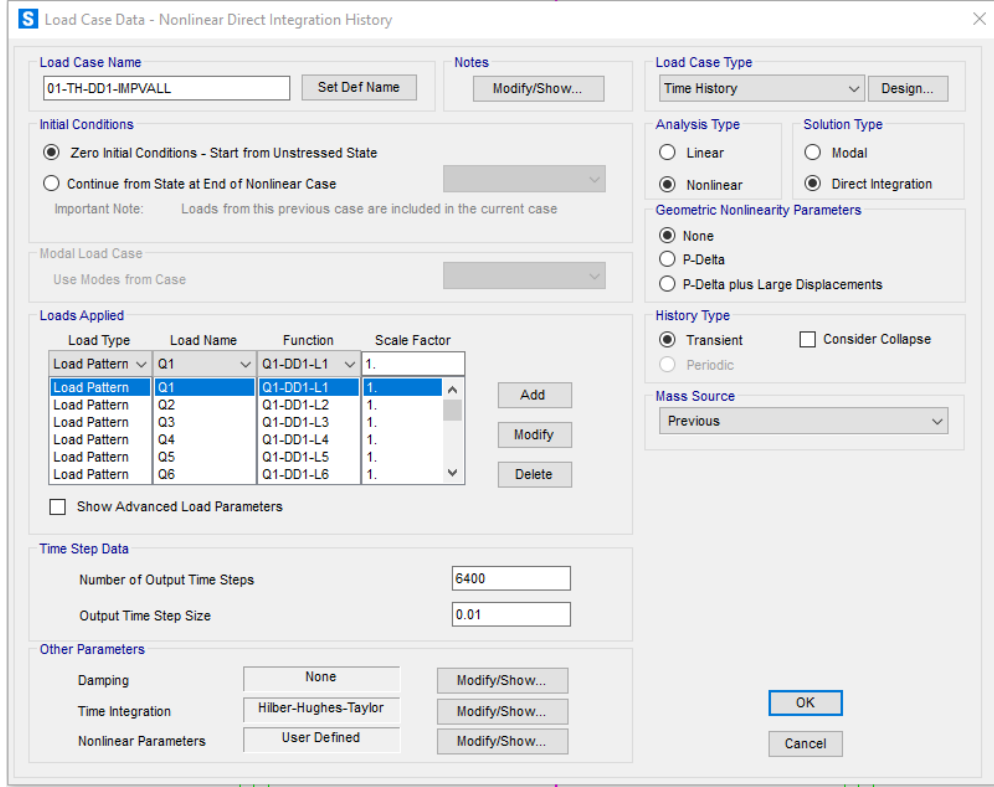 S Load Case Data - Nonlinear Direct Integration History
Load Case Name
01-TH-DD1-IMPVALL
Set Def Name
Notes
Modify/Show...
Load Case Type
Time History
Design...
Initial Conditions
Zero Initial Conditions - Start from Unstressed State
Continue from State at End of Nonlinear Case
Important Note: Loads from this previous case are included in the current case
Analysis Type
Linear
Nonlinear
Solution Type
Modal
Direct Integration
Geometric Nonlinearity Parameters
None
P-Delta
P-Delta plus Large Displacements
Modal Load Case
Use Modes from Case
Loads Applied
Load Type Load Name Function Scale Factor
Load Pattern Q1 Q1-DD1-L1 1.
Load Pattern Q1 Q1-DD1-L1 1.
Load Pattern Q2 Q1-DD1-L2 1.
Load Pattern Q3 Q1-DD1-L3 1.
Load Pattern Q4 Q1-DD1-L4 1.
Load Pattern Q5 Q1-DD1-L5 1.
Load Pattern Q6 Q1-DD1-L6 1.
Add
Modify
Delete
Show Advanced Load Parameters
History Type
Transient
Consider Collapse
Periodic
Mass Source
Previous
Time Step Data
Number of Output Time Steps 6400
Output Time Step Size 0.01
Other Parameters
Damping None Modify/Show...
Time Integration Hilber-Hughes-Taylor Modify/Show...
Nonlinear Parameters User Defined Modify/Show...
OK
Cancel